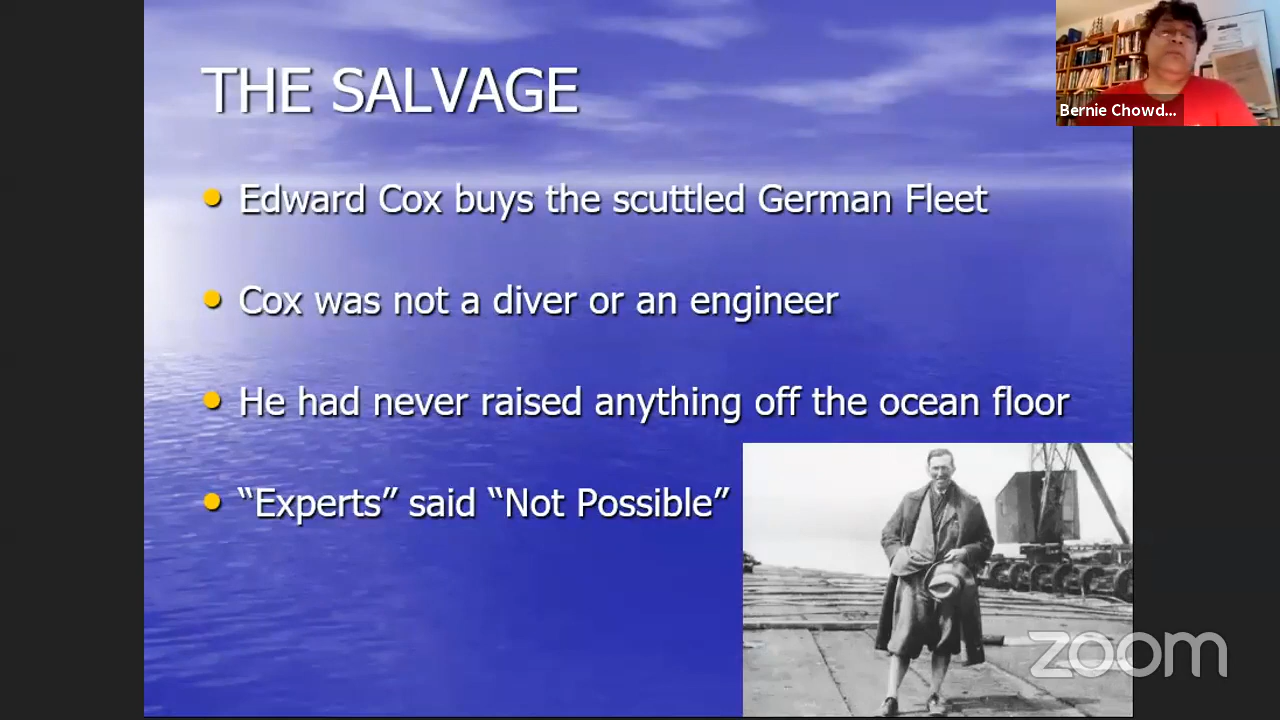 THE SALVAGE
Edward Cox buys the scuttled German Fleet
Cox was not a diver or an engineer
He had never raised anything off the ocean floor
“Experts” said “Not Possible”
Bernie Chowd...
zoom